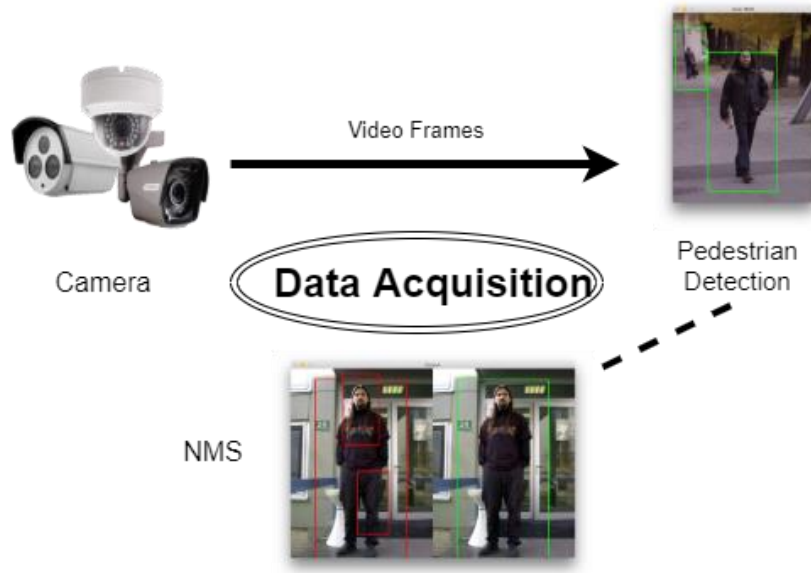 Video Frames
Camera
Data Acquisition
Pedestrian
Detection
NMS